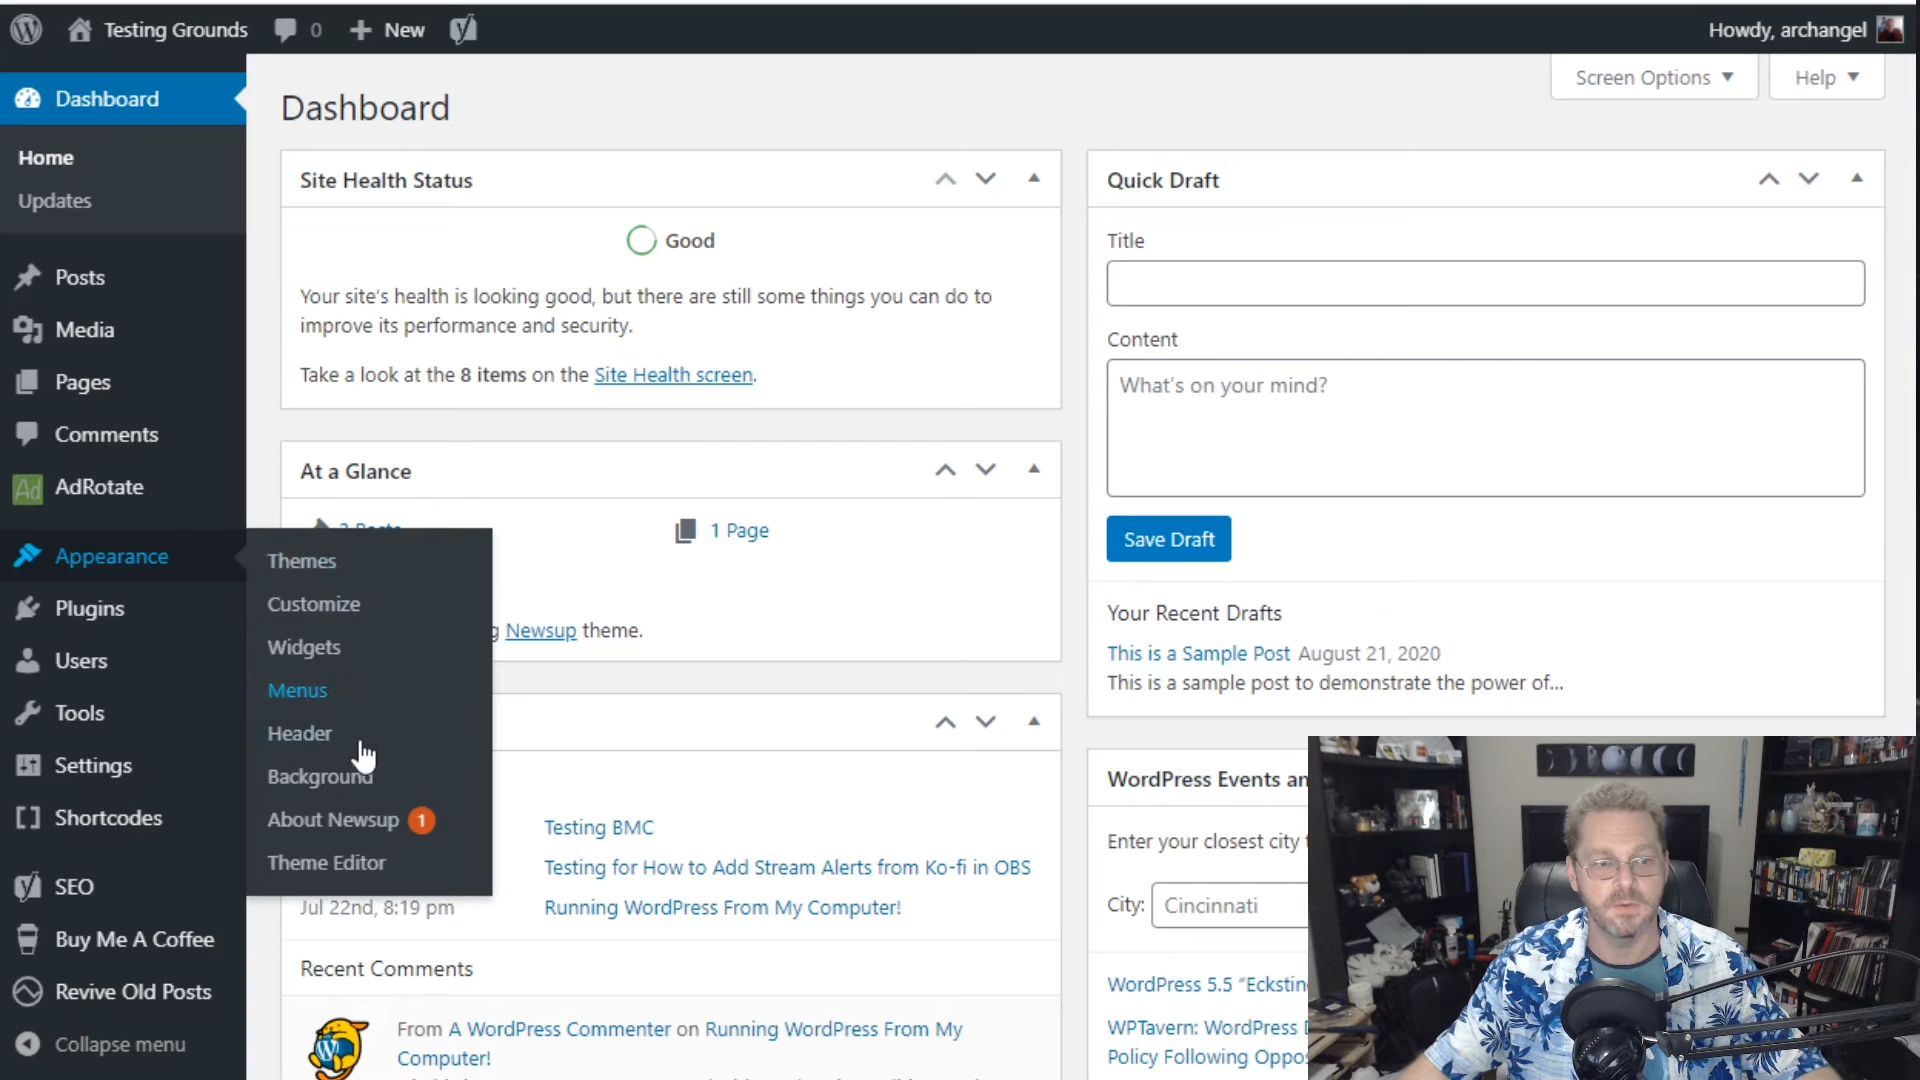 Testing Grounds
0
New
Howdy, archangel
Dashboard
Home
Updates
Posts
Media
Pages
Comments
AdRotate
Appearance
Plugins
Users
Tools
Settings
Shortcodes
SEO
Buy Me A Coffee
Revive Old Posts
Collapse menu
Themes
Customize
Widgets
Menus
Header
Background
About Newsup 1
Theme Editor
Screen Options
Help
Dashboard
Site Health Status
Good
Your site's health is looking good, but there are still some things you can do to
improve its performance and security.
Take a look at the 8 items on the Site Health screen.
At a Glance
1 Page
Newsup theme.
Testing BMC
Testing for How to Add Stream Alerts from Ko-fi in OBS
Jul 22nd, 8:19 pm
Running WordPress From My Computer!
Recent Comments
From A WordPress Commenter on Running WordPress From My
Computer!
Quick Draft
Title
Content
What's on your mind?
Save Draft
Your Recent Drafts
This is a Sample Post August 21, 2020
This is a sample post to demonstrate the power of...
WordPress Events an
Enter your closest city
City: Cincinnati
WordPress 5.5 "Eckstin
WPTavern: WordPress
Policy Following Oppos